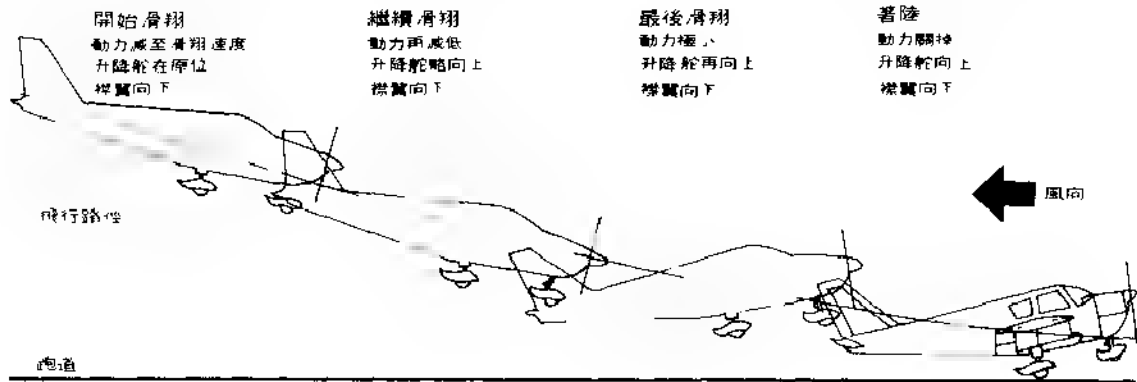 開始滑翔
動力減至滑翔速度
升降舵在原位
襟翼向下
繼續滑翔
動力再減低
升降舵略向上
襟翼向下
最後滑翔
動力極小
升降舵再向上
襟翼向下
著陸
動力關掉
升降舵向上
襟翼向下
風向
飛行路徑
跑道